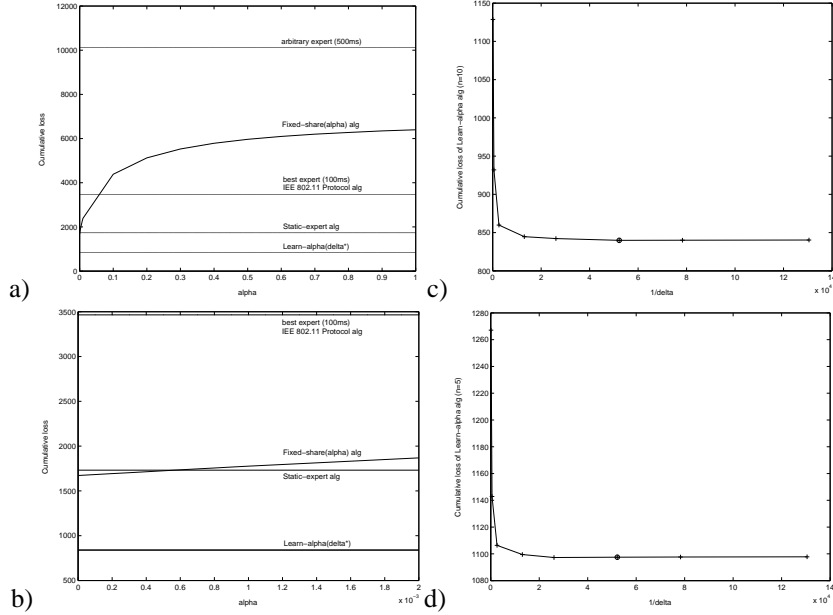 12000
10000
8000
6000
4000
2000
0
Cumulative loss
arbitrary expert (500ms)
Fixed−share(alpha) alg
best expert (100ms)
IEE 802.11 Protocol alg
Static−expert alg
Learn−alpha(delta*)
0 0.1 0.2 0.3 0.4 0.5 0.6 0.7 0.8 0.9 1
alpha
a)
1150
1100
1050
1000
950
900
850
800
Cumulative loss of Learn−alpha alg (n=10)
0 2 4 6 8 10 12 14
1/delta
x 10^4
c)
3500
3000
2500
2000
1500
1000
500
Cumulative loss
best expert (100ms)
IEE 802.11 Protocol alg
Fixed−share(alpha) alg
Static−expert alg
Learn−alpha(delta*)
0 0.2 0.4 0.6 0.8 1 1.2 1.4 1.6 1.8 2
alpha
x 10^−3
b)
1280
1260
1240
1220
1200
1180
1160
1140
1120
1100
1080
Cumulative loss of Learn−alpha alg (n=5)
0 2 4 6 8 10 12 14
1/delta
x 10^4
d)